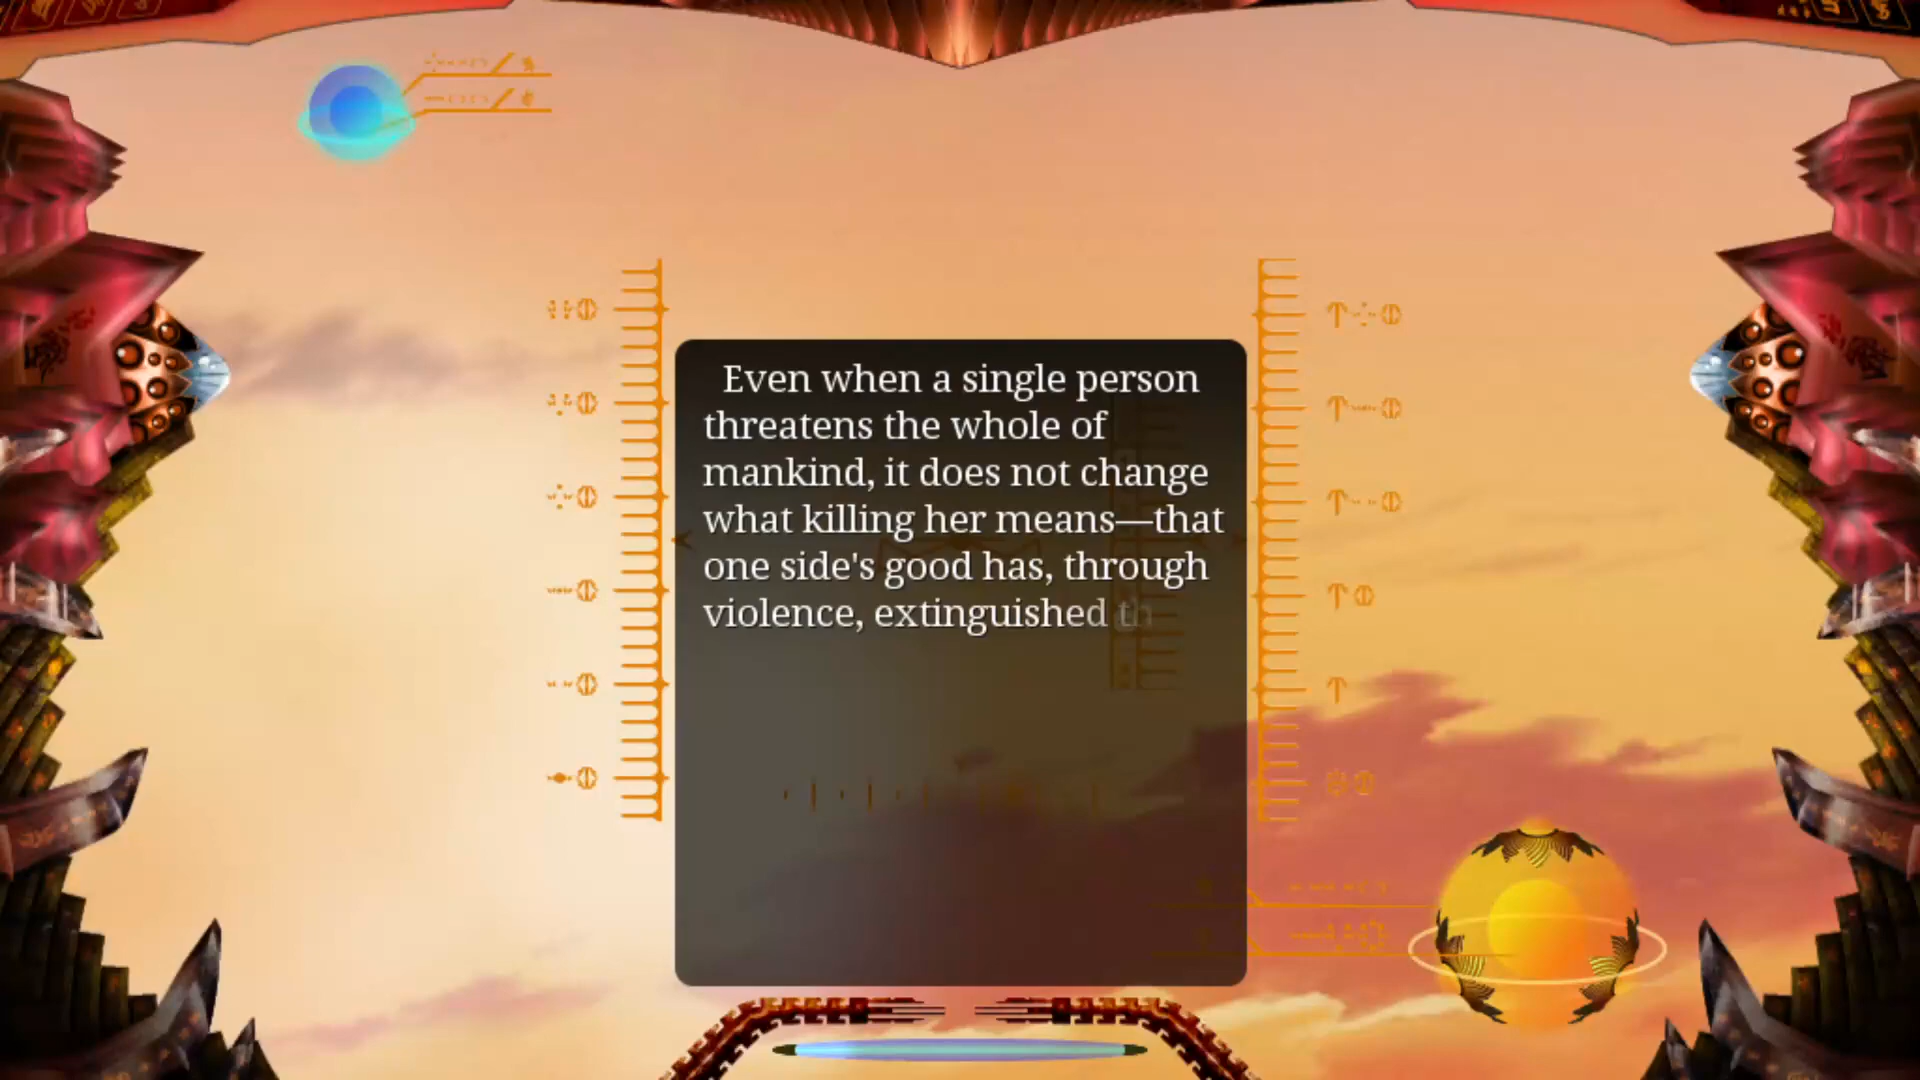 Even when a single person
threatens the whole of
mankind, it does not change
what killing her means—that
one side's good has, through
violence, extinguished th